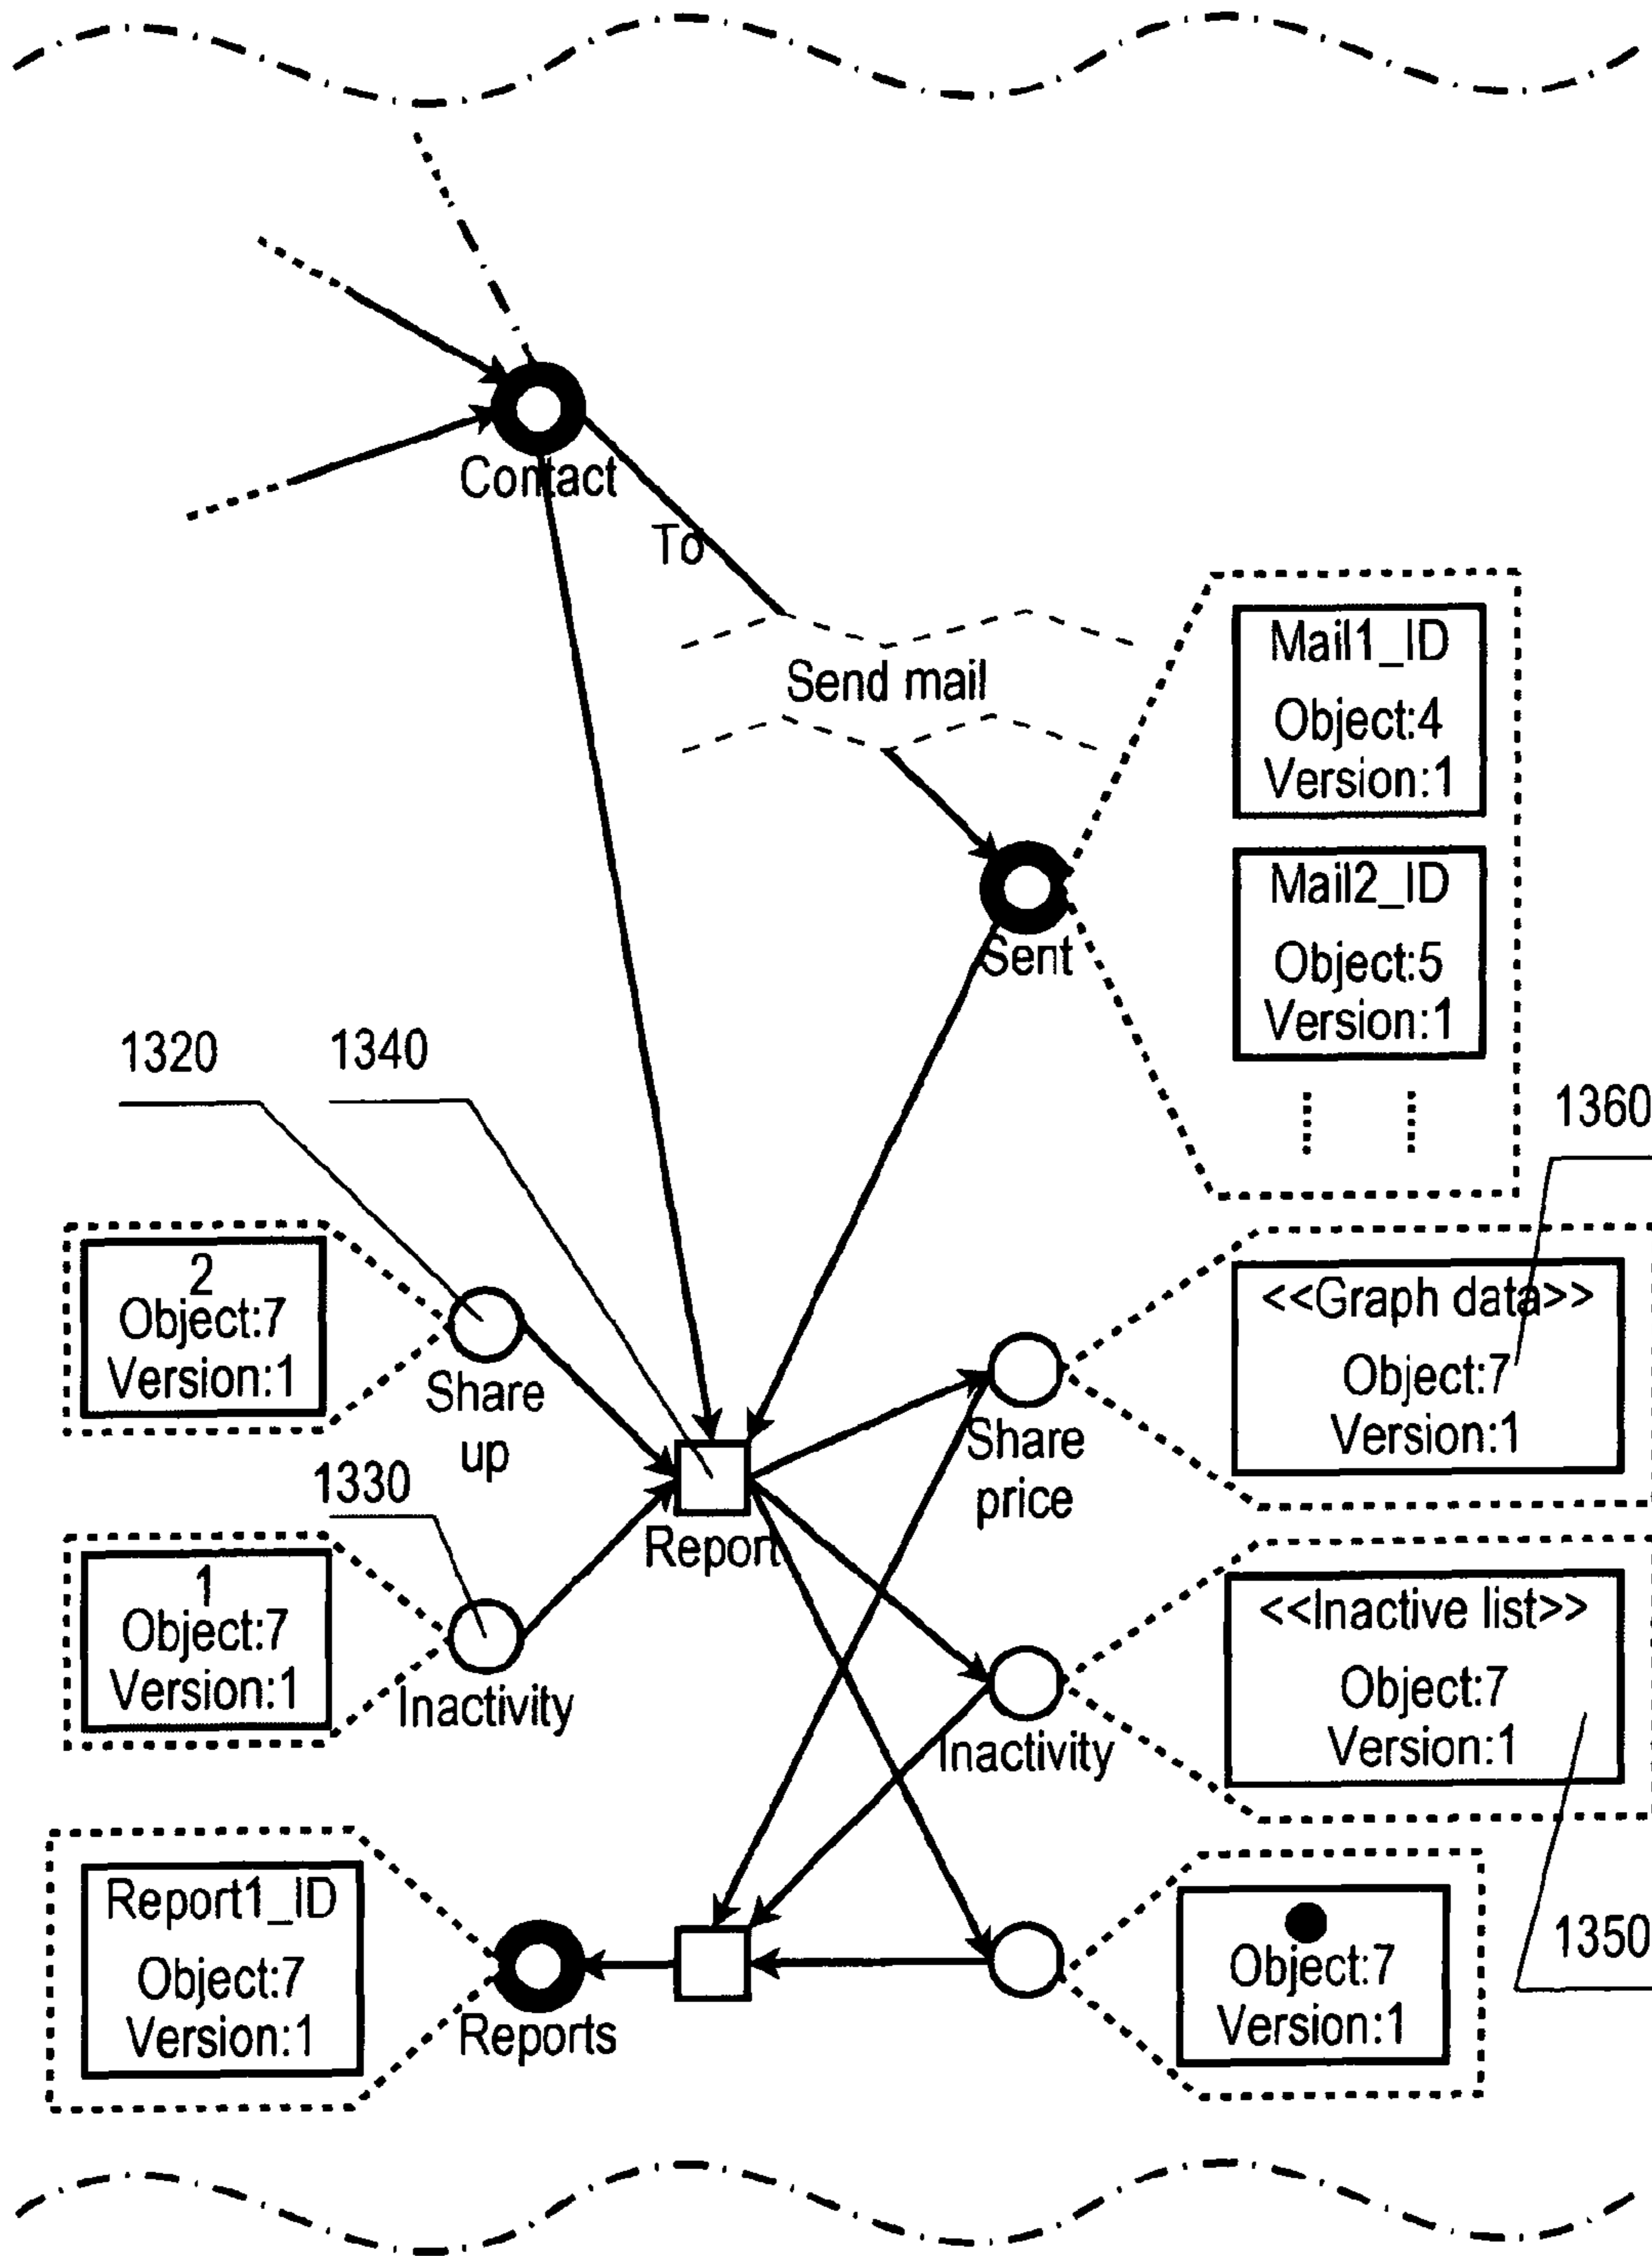 Contact
To
Send mail
Mail1_ID
Object:4
Version:1
Mail2_ID
Object:5
Version:1
Sent
1320
1340
1360
2
Object:7
Version:1
Share
up
<<Graph data>>
Object:7
Version:1
Share
price
1330
Report
1
Object:7
Version:1
Inactivity
<<Inactive list>>
Object:7
Version:1
Inactivity
Report1_ID
Object:7
Version:1
Reports
Object:7
Version:1
1350